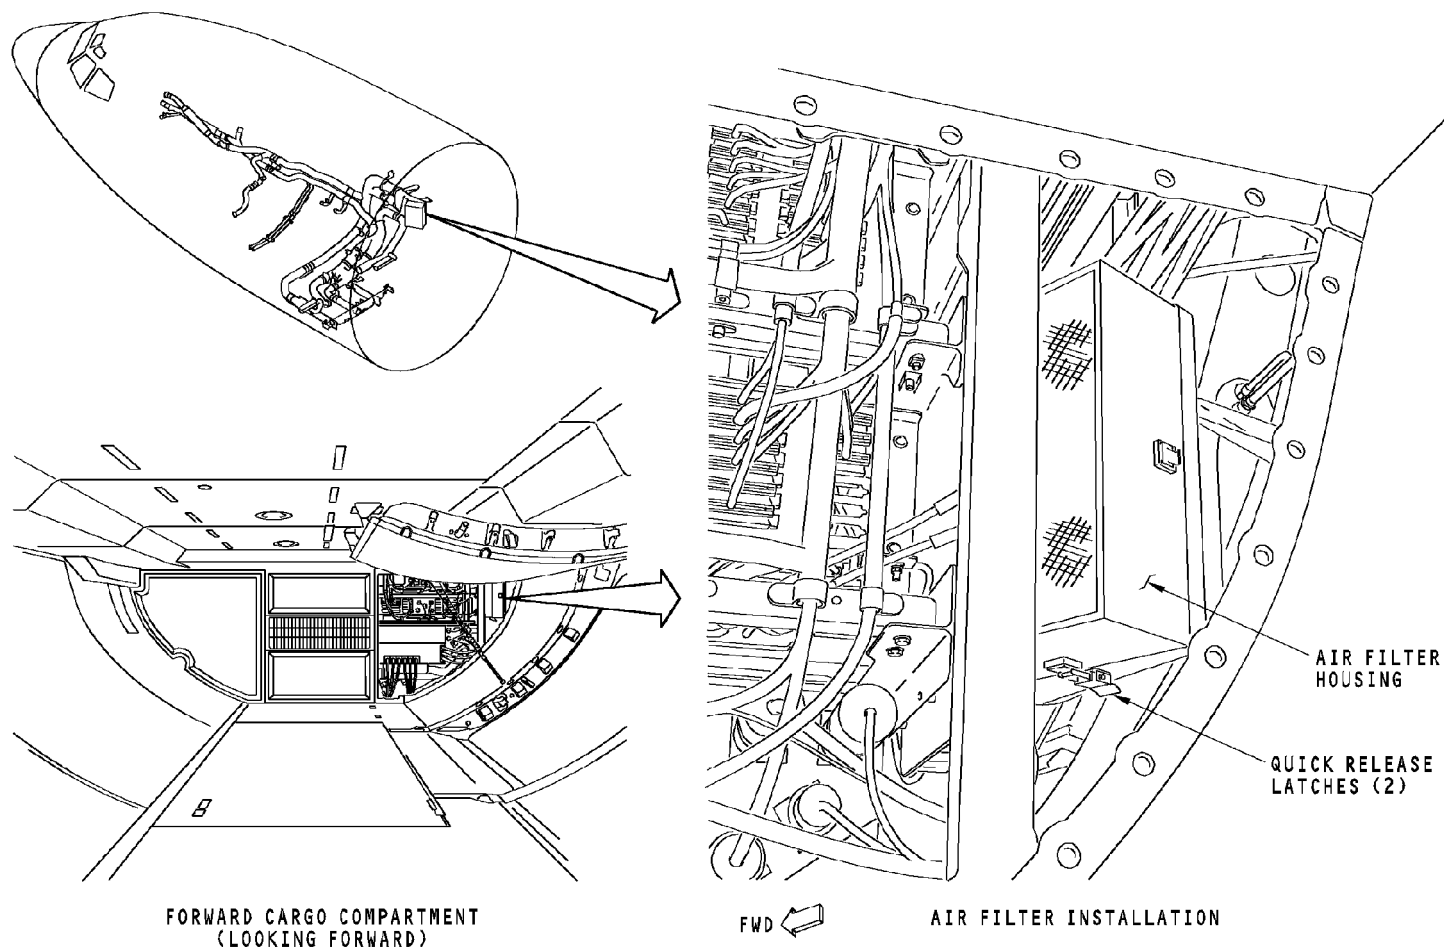 AIR FILTER
HOUSING
QUICK RELEASE
LATCHES (2)
FORWARD CARGO COMPARTMENT
(LOOKING FORWARD)
FWD
AIR FILTER INSTALLATION